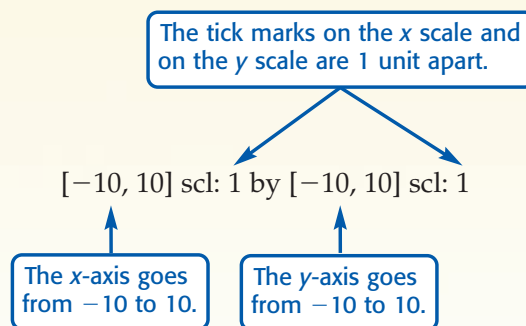 The tick marks on the x scale and
on the y scale are 1 unit apart.
[−10, 10] scl: 1 by [−10, 10] scl: 1
The x-axis goes
from −10 to 10.
The y-axis goes
from −10 to 10.